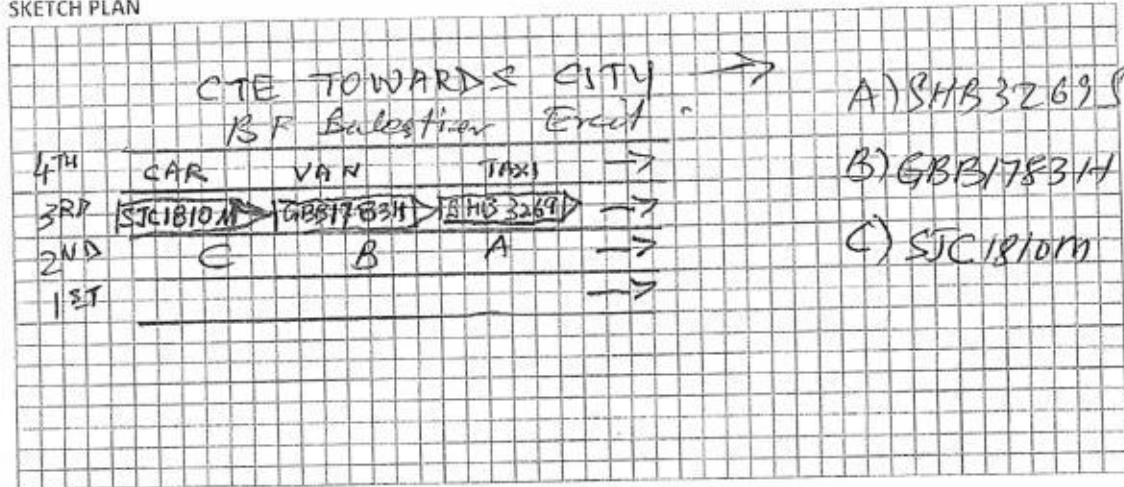 SKETCH PLAN
CTE TOWARDS CITY →
BF Balestier Exit
4TH CAR VAN TAXI →
3RD SJC1810M GBB1783H SHB3269 →
2ND C B A →
1ST →
A) SHB3269S
B) GBB1783H
C) SJC1810M